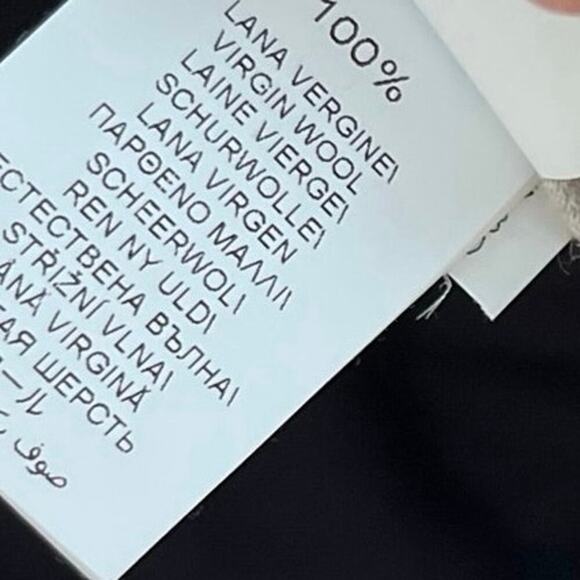 100%
LANA VERGINE\
VIRGIN WOOL
LAINE VIERGE\
SCHURWOLLE\
LANA VIRGEN
ΠΑΡΘΕΝΟ ΜΑΛΛΙ\
SCHEERWOL\
REN NY ULD\
ЕСТЕСТВЕНА ВЪЛНА\
STŘIŽNÍ VLNA\
VIRGINĂ
ШЕРСТЬ
صوف